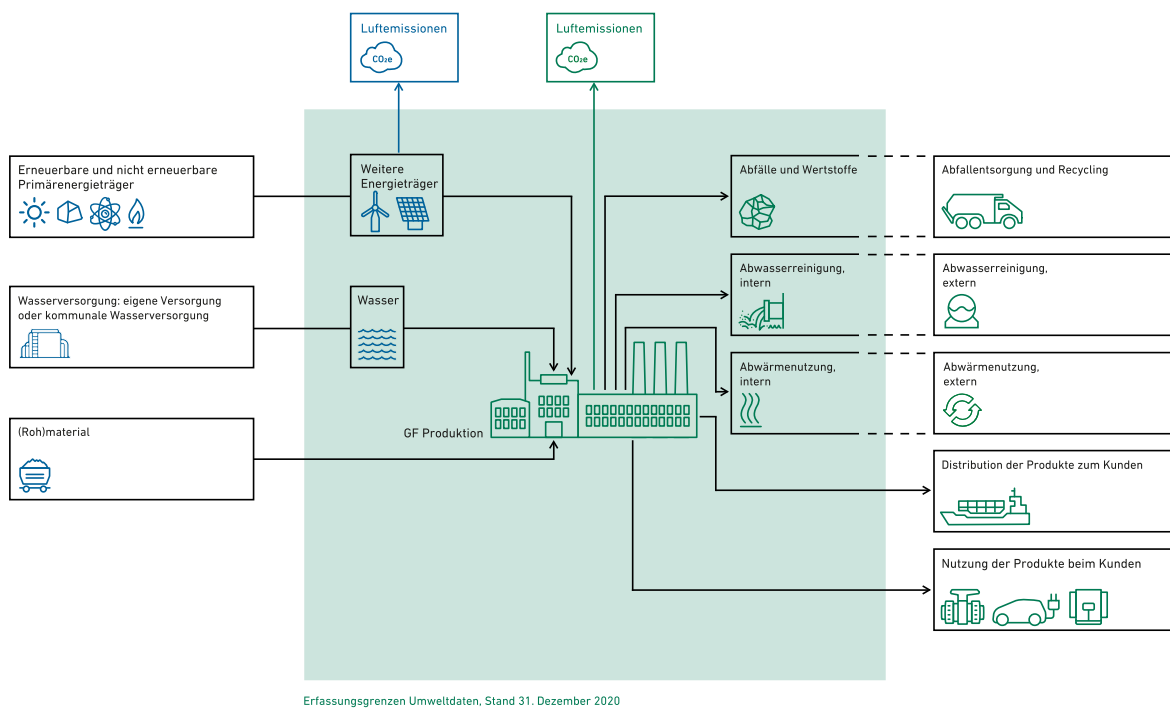 Luftemissionen
CO₂e
Luftemissionen
CO₂e
Erneuerbare und nicht erneuerbare
Primärenergieträger
Weitere
Energieträger
Abfälle und Wertstoffe
Abfallentsorgung und Recycling
Wasserversorgung: eigene Versorgung
oder kommunale Wasserversorgung
Wasser
Abwasserreinigung,
intern
Abwasserreinigung,
extern
Abwärmenutzung,
intern
Abwärmenutzung,
extern
(Roh)material
GF Produktion
Distribution der Produkte zum Kunden
Nutzung der Produkte beim Kunden
Erfassungsgrenzen Umweltdaten, Stand 31. Dezember 2020